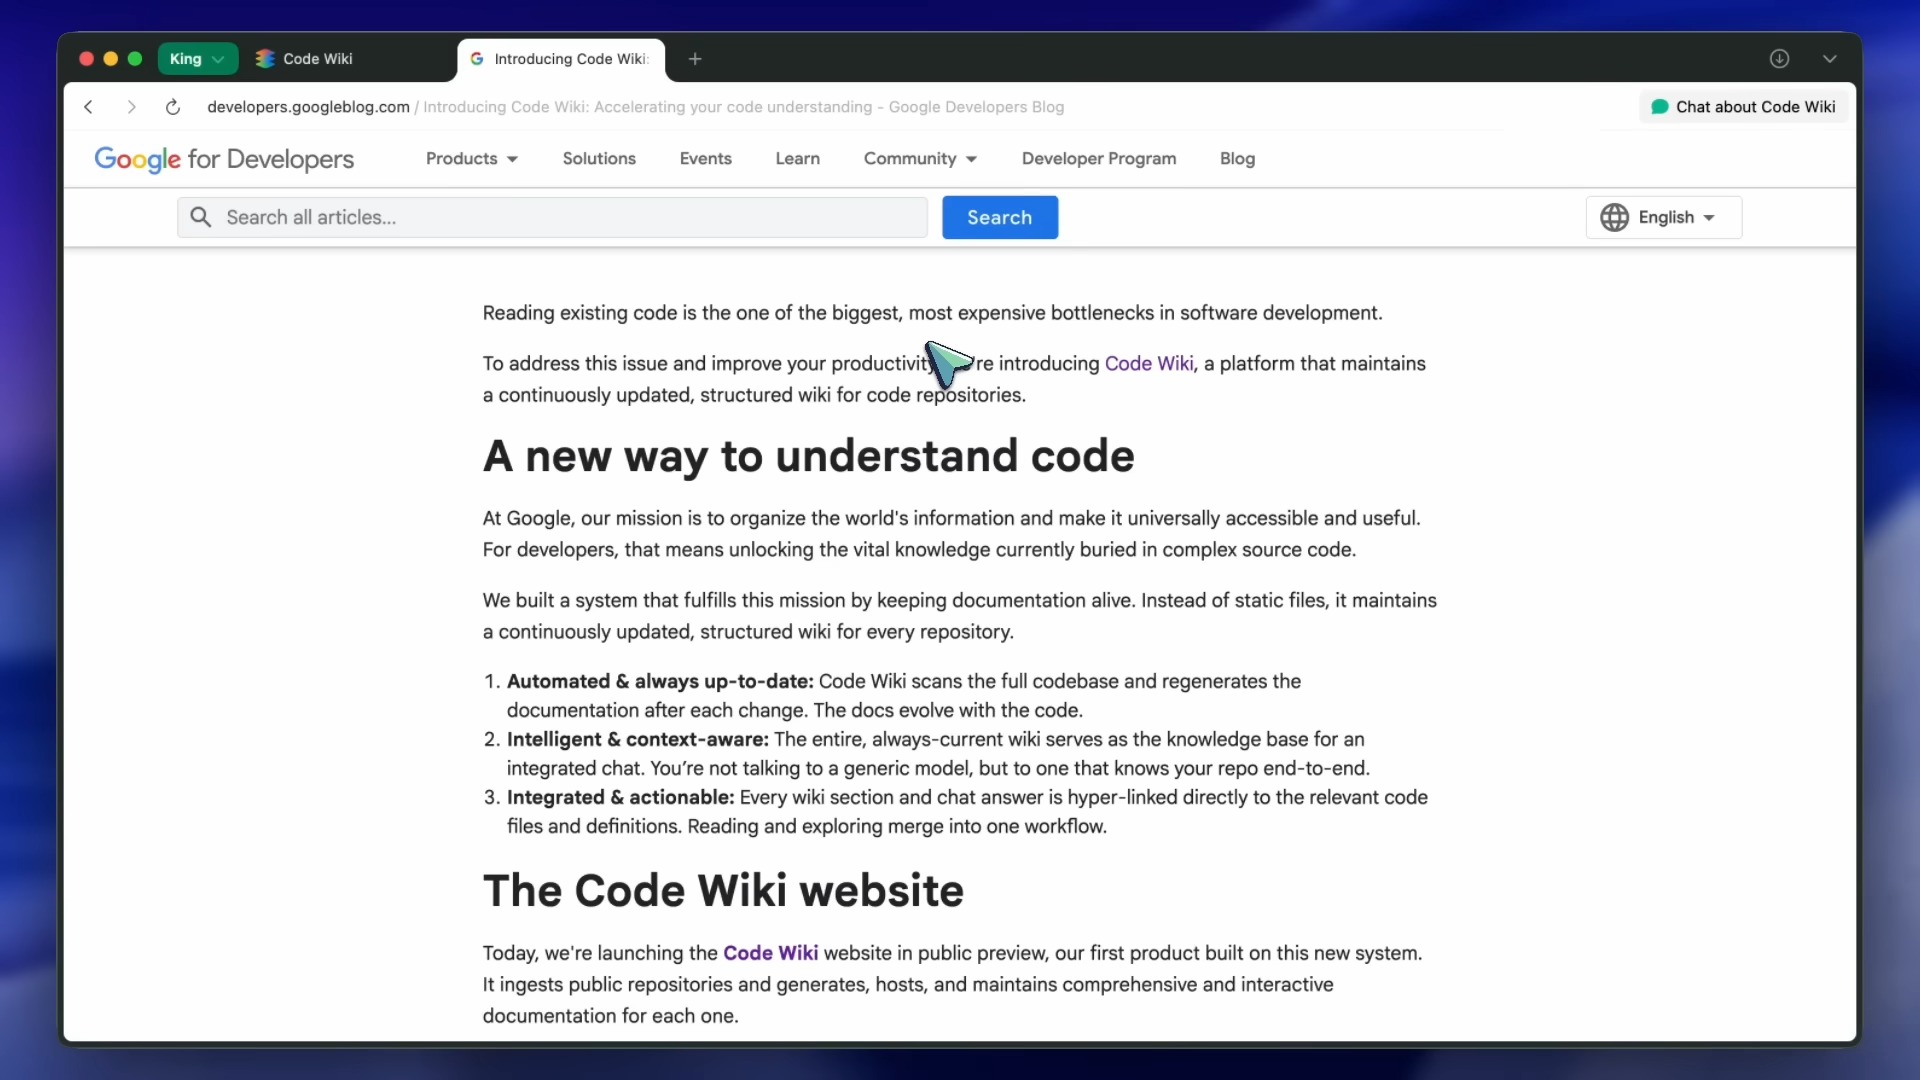 King
Code Wiki
Introducing Code Wiki:
developers.googleblog.com / Introducing Code Wiki: Accelerating your code understanding - Google Developers Blog
Chat about Code Wiki
Google for Developers
Products
Solutions
Events
Learn
Community
Developer Program
Blog
Search all articles...
Search
English
Reading existing code is the one of the biggest, most expensive bottlenecks in software development.
To address this issue and improve your productivity re introducing Code Wiki, a platform that maintains
a continuously updated, structured wiki for code repositories.
A new way to understand code
At Google, our mission is to organize the world's information and make it universally accessible and useful.
For developers, that means unlocking the vital knowledge currently buried in complex source code.
We built a system that fulfills this mission by keeping documentation alive. Instead of static files, it maintains
a continuously updated, structured wiki for every repository.
1. Automated & always up-to-date: Code Wiki scans the full codebase and regenerates the
documentation after each change. The docs evolve with the code.
2. Intelligent & context-aware: The entire, always-current wiki serves as the knowledge base for an
integrated chat. You’re not talking to a generic model, but to one that knows your repo end-to-end.
3. Integrated & actionable: Every wiki section and chat answer is hyper-linked directly to the relevant code
files and definitions. Reading and exploring merge into one workflow.
The Code Wiki website
Today, we're launching the Code Wiki website in public preview, our first product built on this new system.
It ingests public repositories and generates, hosts, and maintains comprehensive and interactive
documentation for each one.